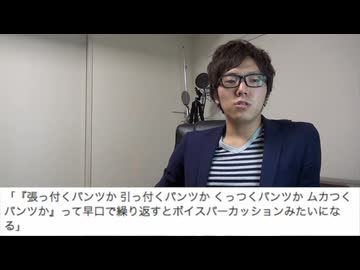 「『張っ付くパンツか 引っ付くパンツか くっつくパンツか ムカつく
パンツか』って早口で繰り返すとボイスパーカッションみたいにな
る」